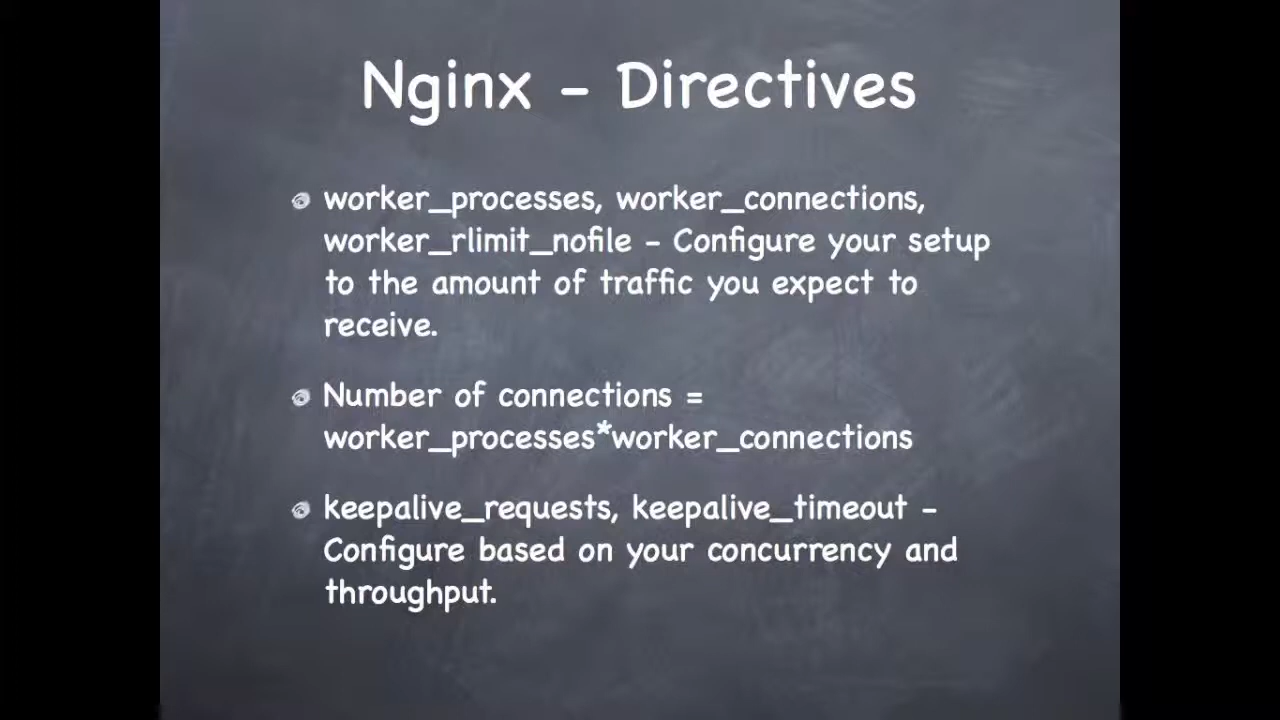 Nginx - Directives
worker_processes, worker_connections,
worker_rlimit_nofile - Configure your setup
to the amount of traffic you expect to
receive.
Number of connections =
worker_processes*worker_connections
keepalive_requests, keepalive_timeout -
Configure based on your concurrency and
throughput.